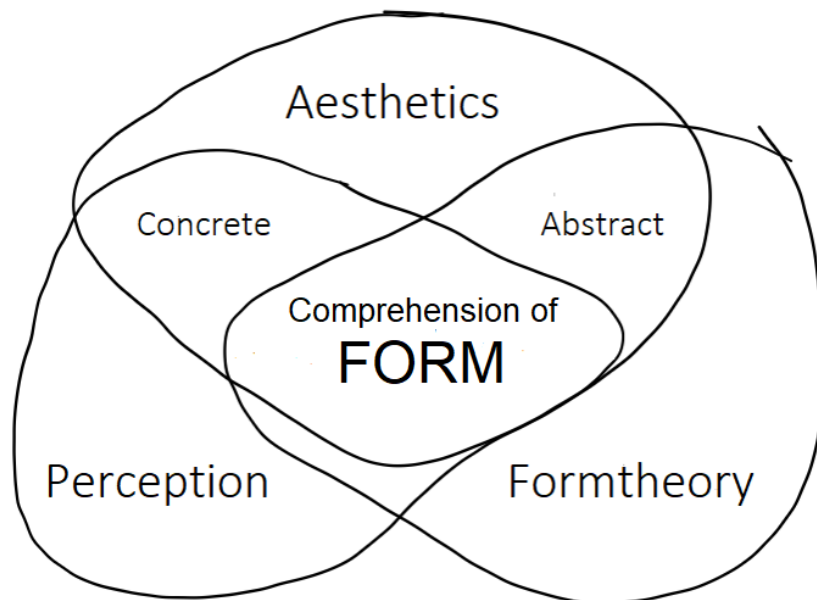 Aesthetics
Concrete
Abstract
Comprehension of
FORM
Perception
Formtheory